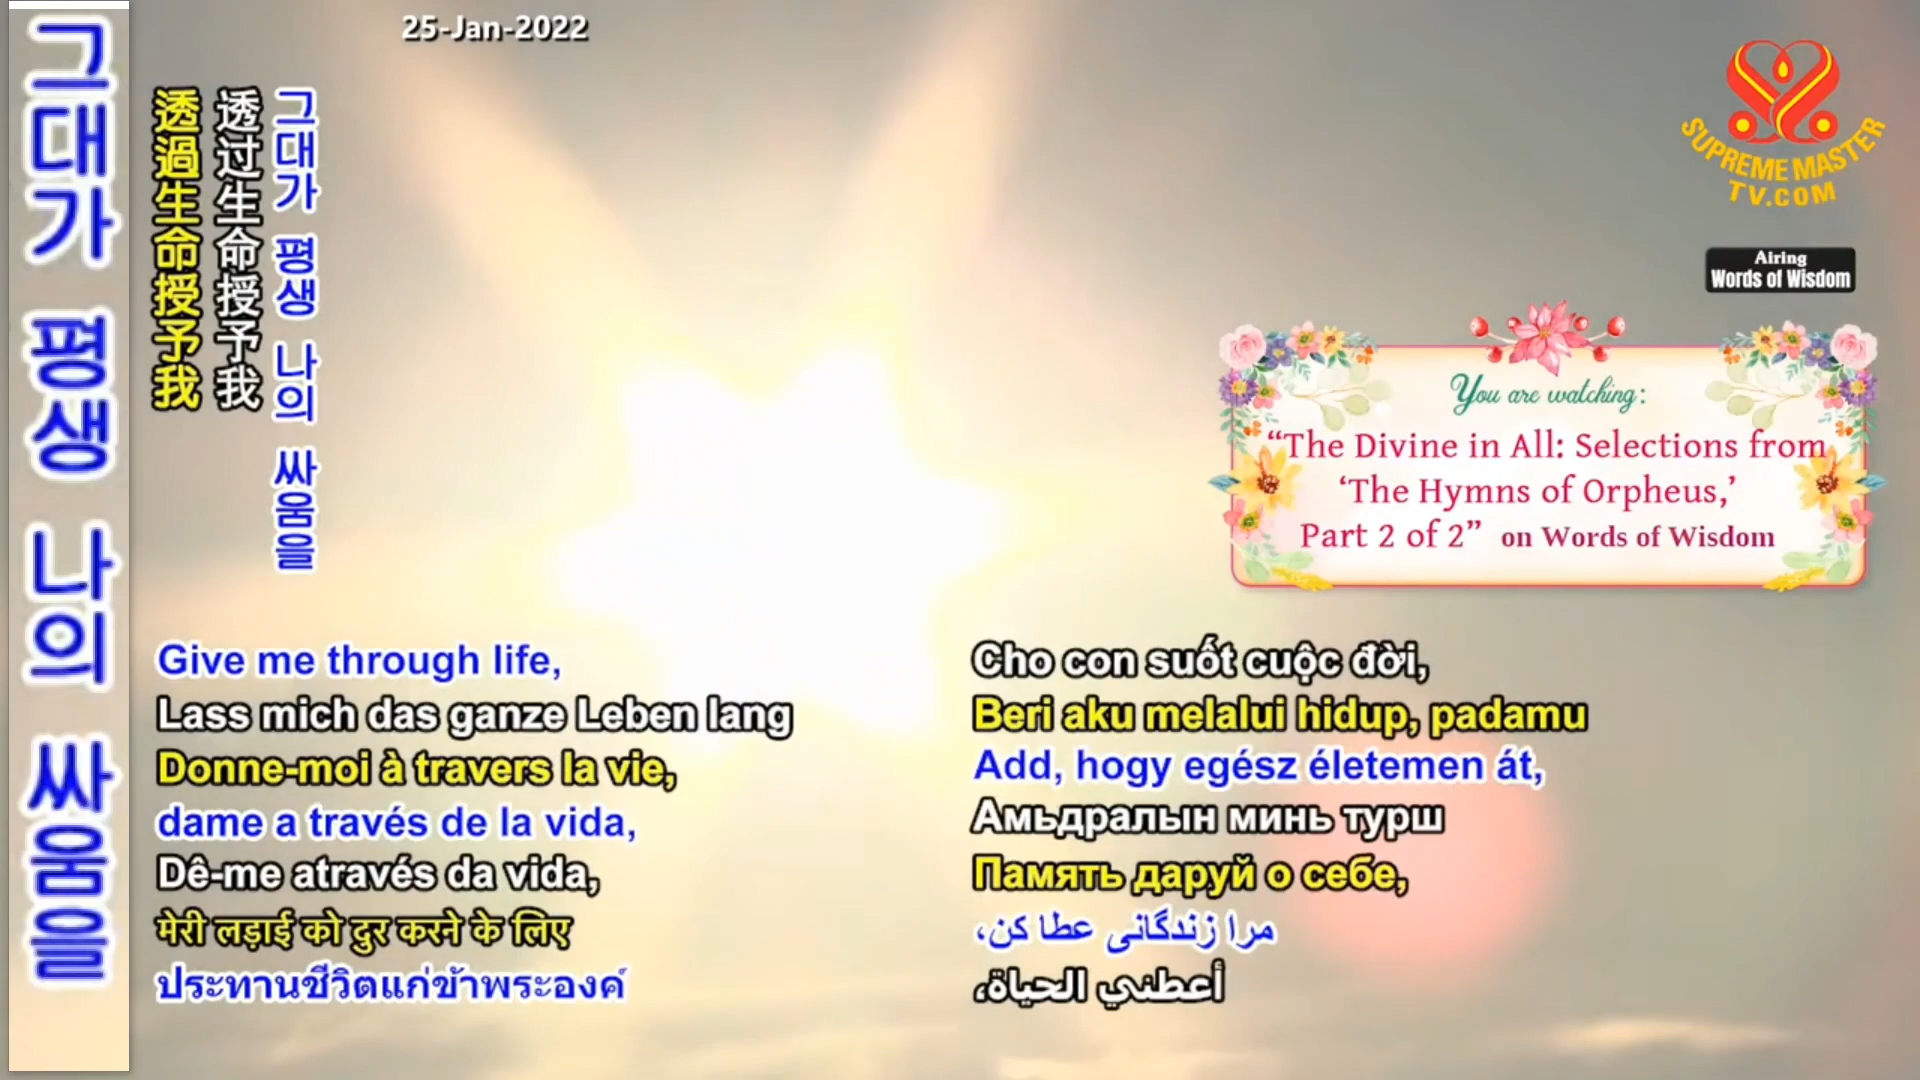 그대가 평생 나의 싸움을
25-Jan-2022
透過生命授予我
透过生命授予我
그대가 평생 나의 싸움을
SUPREME MASTER
TV.COM
Airing
Words of Wisdom
You are watching:
“The Divine in All: Selections from
‘The Hymns of Orpheus,’
Part 2 of 2” on Words of Wisdom
Give me through life,
Lass mich das ganze Leben lang
Donne-moi à travers la vie,
dame a través de la vida,
Dê-me através da vida,
मेरी लड़ाई को दुर करने के लिए
ประทานชีวิตแก่ข้าพระองค์
Cho con suốt cuộc đời,
Beri aku melalui hidup, padamu
Add, hogy egész életemen át,
Амьдралын минь турш
Память даруй о себе,
مرا زندگانی عطا کن،
أعطني الحياة،